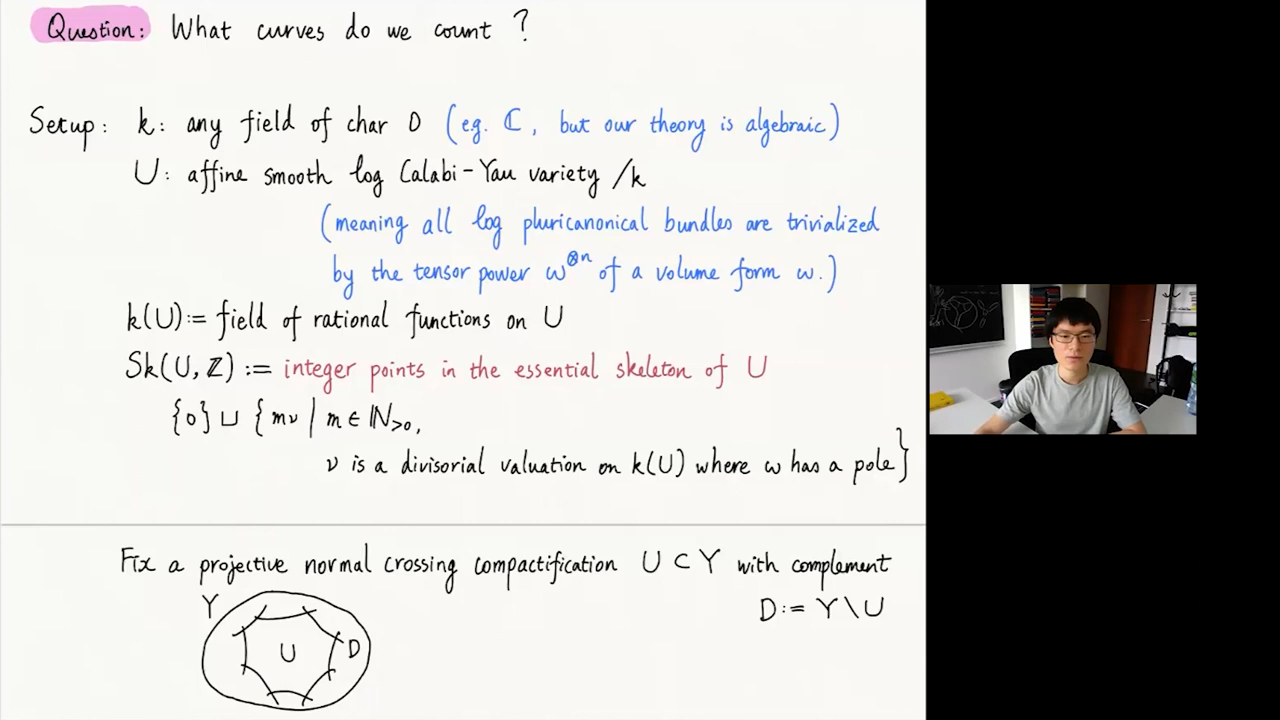 Question: What curves do we count ?
Setup: k: any field of char 0 (eg. ℂ, but our theory is algebraic)
U: affine smooth log Calabi-Yau variety /k
(meaning all log pluricanonical bundles are trivialized
by the tensor power ω^{⊗n} of a volume form ω.)
k(U):= field of rational functions on U
Sk(U, ℤ) := integer points in the essential skeleton of U
{0} ⊔ {mν | m ∈ ℕ_{>0},
ν is a divisorial valuation on k(U) where ω has a pole}
Fix a projective normal crossing compactification U ⊂ Y with complement
D := Y \ U
Y
U
D